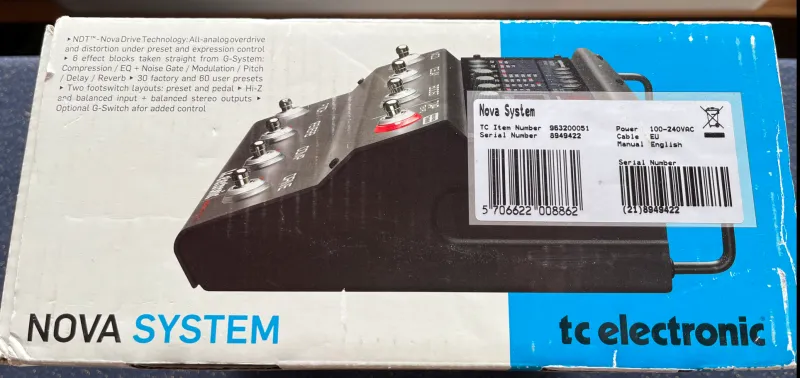 ▸ NDT™-NovaDrive Technology: All-analog overdrive
and distortion under preset and expression control
▸ 6 effect blocks taken straight from G-System:
Compression / EQ + Noise Gate / Modulation / Pitch
/ Delay / Reverb ▸ 30 factory and 60 user presets
▸ Two footswitch layouts: preset and pedal ▸ Hi-Z
and balanced input + balanced stereo outputs ▸
Optional G-Switch afor added control
Nova System
TC Item Number 963200051
Serial Number 8949422
Power 100-240VAC
Cable EU
Manual English
Serial Number
5 706622 008862
(21)8949422
NOVA SYSTEM
tc electronic